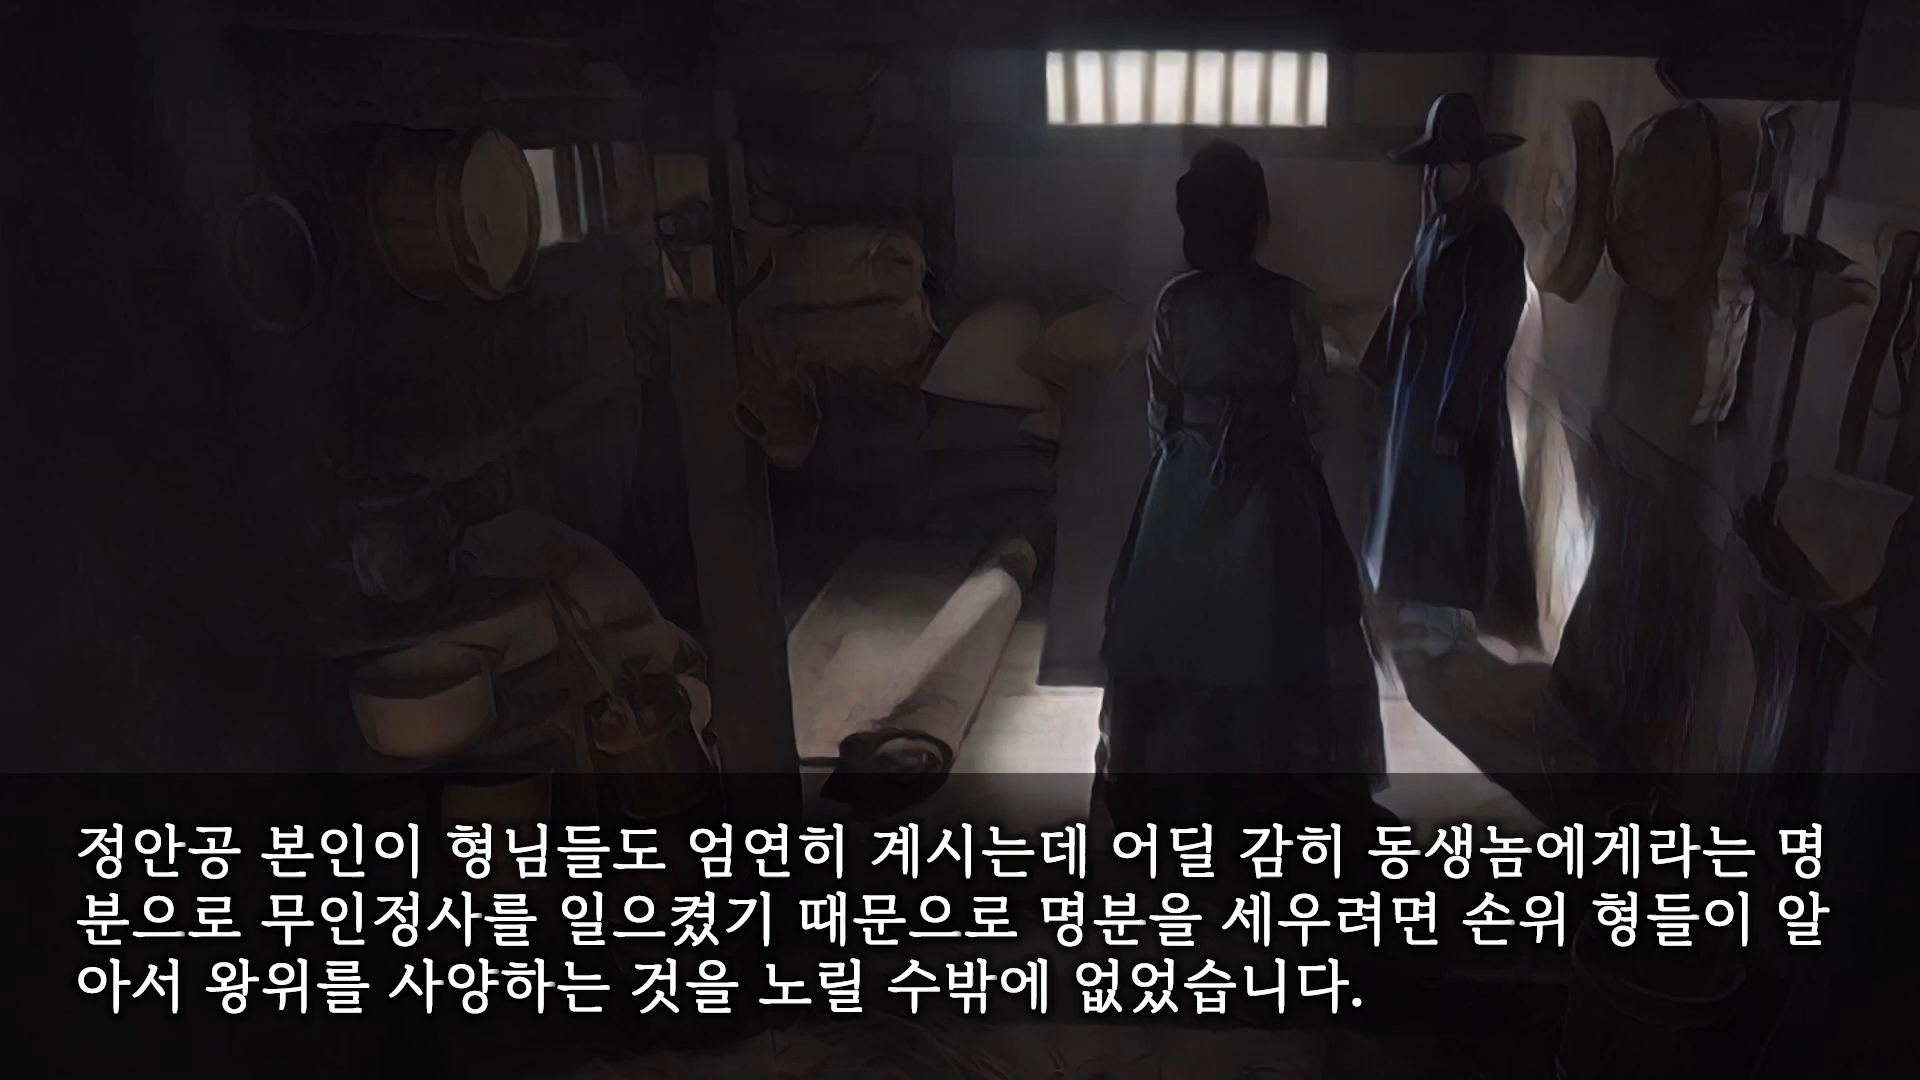 정안공 본인이 형님들도 엄연히 계시는데 어딜 감히 동생놈에게라는 명
분으로 무인정사를 일으켰기 때문으로 명분을 세우려면 손위 형들이 알
아서 왕위를 사양하는 것을 노릴 수밖에 없었습니다.